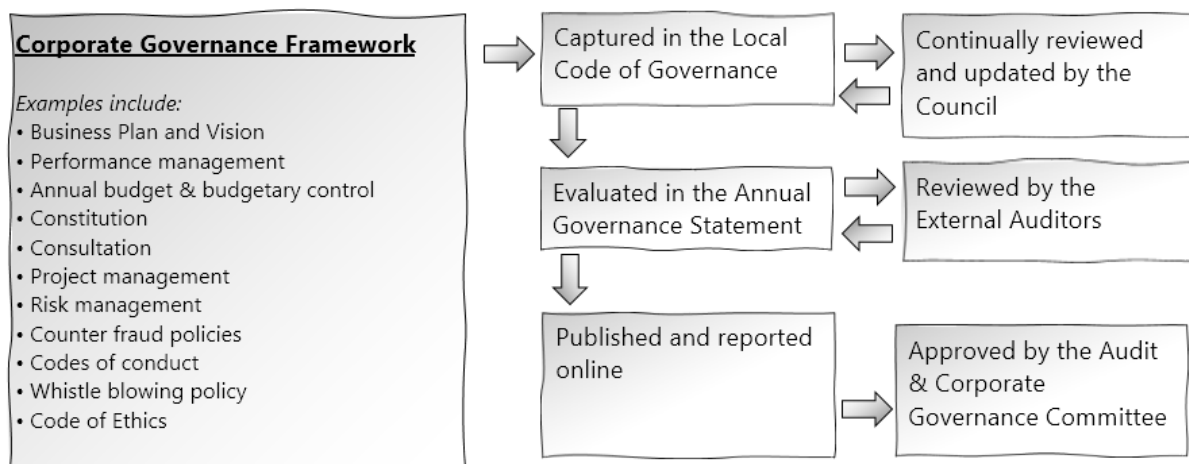 Corporate Governance Framework
Examples include:
• Business Plan and Vision
• Performance management
• Annual budget & budgetary control
• Constitution
• Consultation
• Project management
• Risk management
• Counter fraud policies
• Codes of conduct
• Whistle blowing policy
• Code of Ethics
Captured in the Local
Code of Governance
Continually reviewed
and updated by the
Council
Evaluated in the Annual
Governance Statement
Reviewed by the
External Auditors
Published and reported
online
Approved by the Audit
& Corporate
Governance Committee